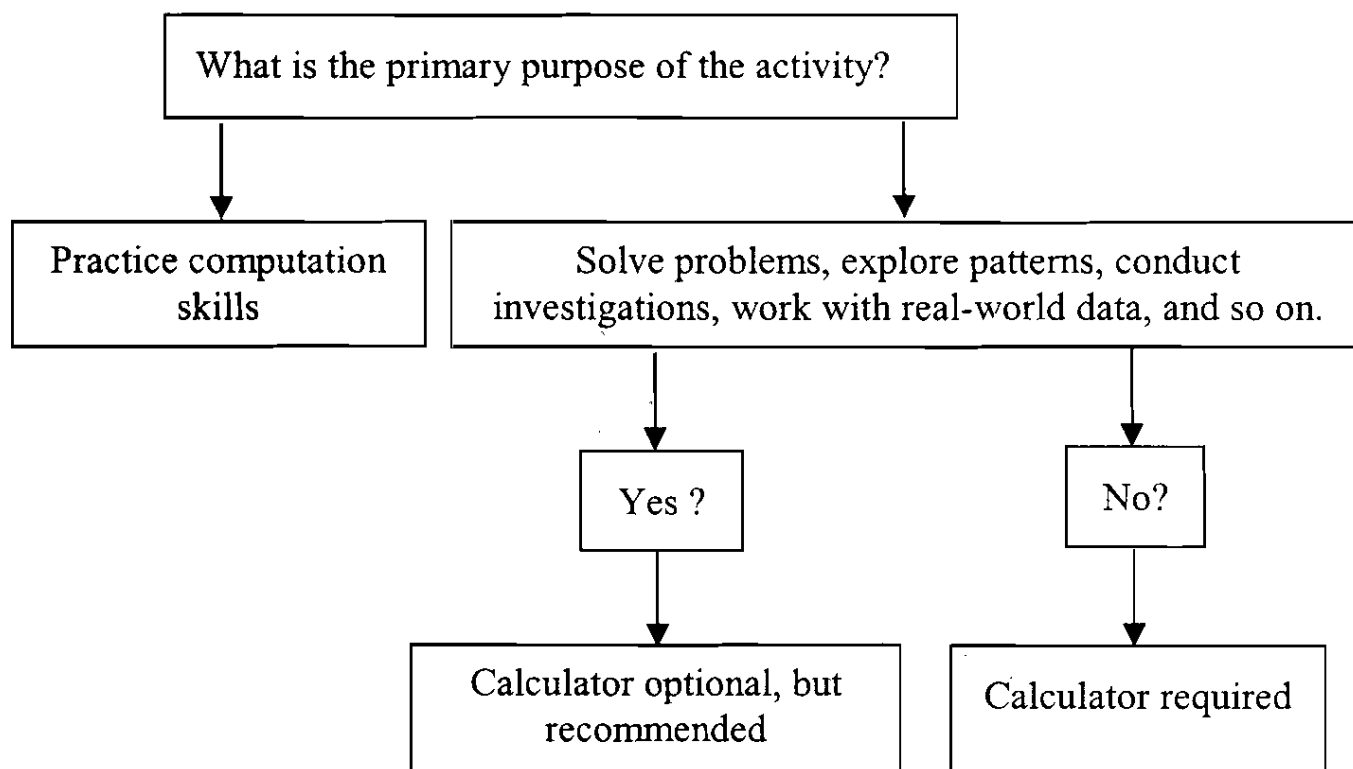 What is the primary purpose of the activity?
Practice computation
skills
Solve problems, explore patterns, conduct
investigations, work with real-world data, and so on.
Yes ?
No?
Calculator optional, but
recommended
Calculator required